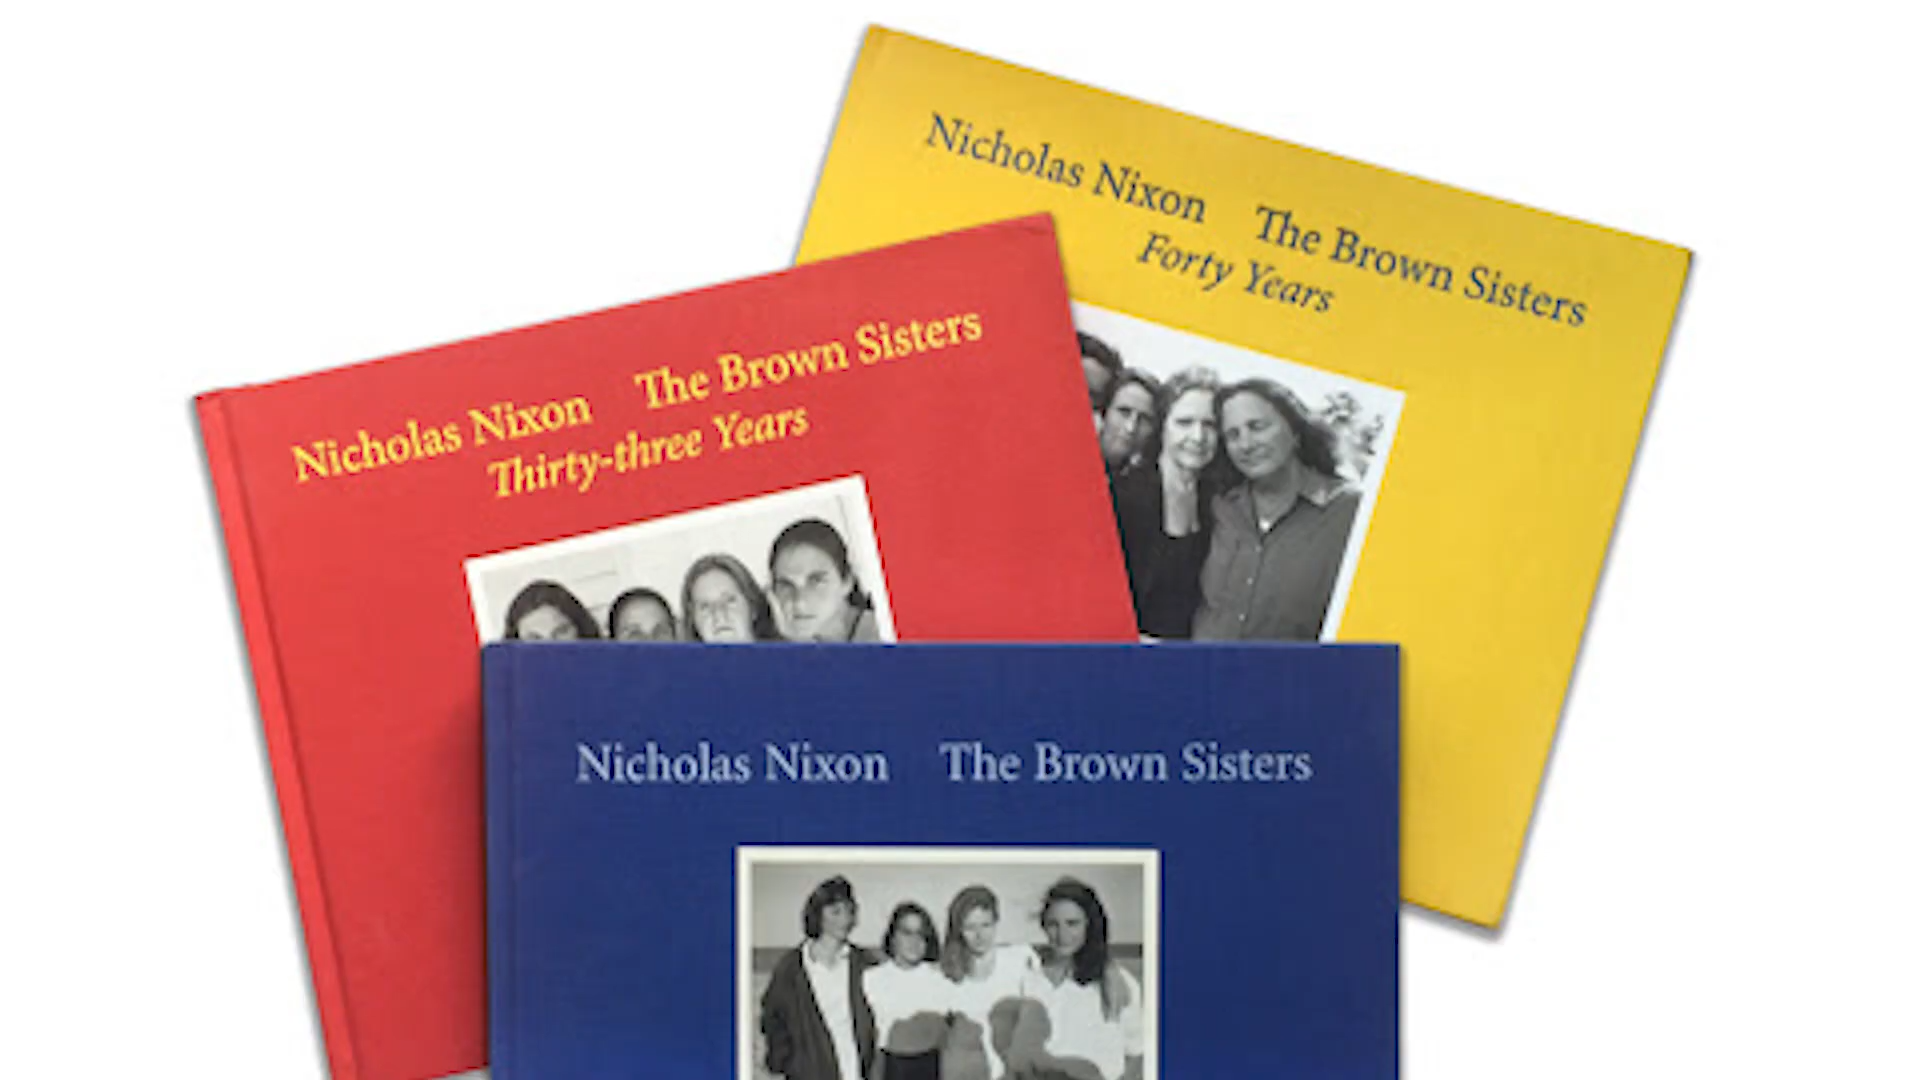 Nicholas Nixon The Brown Sisters
Forty Years
Nicholas Nixon The Brown Sisters
Thirty-three Years
Nicholas Nixon The Brown Sisters